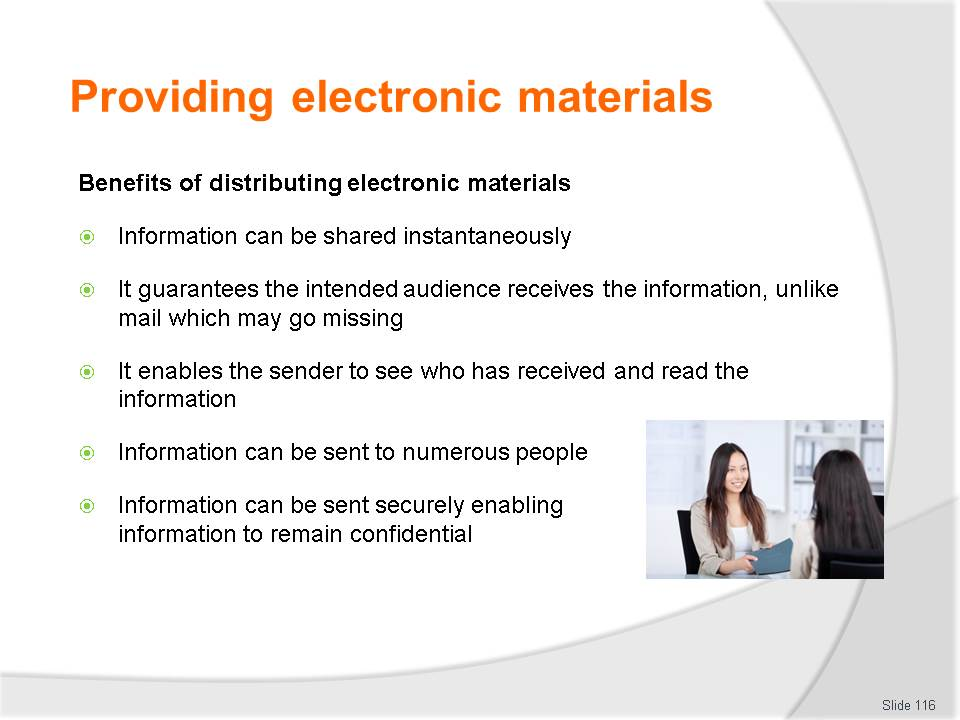 Providing electronic materials
Benefits of distributing electronic materials
Information can be shared instantaneously
It guarantees the intended audience receives the information, unlike
mail which may go missing
It enables the sender to see who has received and read the
information
Information can be sent to numerous people
Information can be sent securely enabling
information to remain confidential
Slide 116